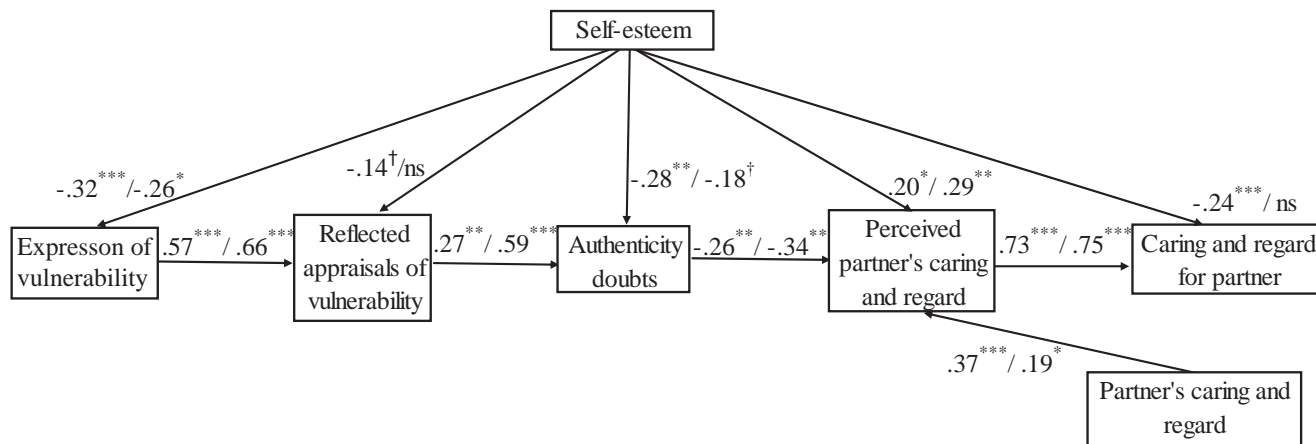 Self-esteem
-.32***/-.26*
-.14†/ns
-.28**/ -.18†
.20*/ .29**
-.24***/ ns
Expresson of
vulnerability
.57***/ .66***
Reflected
appraisals of
vulnerability
.27**/ .59***
Authenticity
doubts
-.26**/ -.34**
Perceived
partner's caring
and regard
.73***/ .75***
Caring and regard
for partner
.37***/ .19*
Partner's caring and
regard